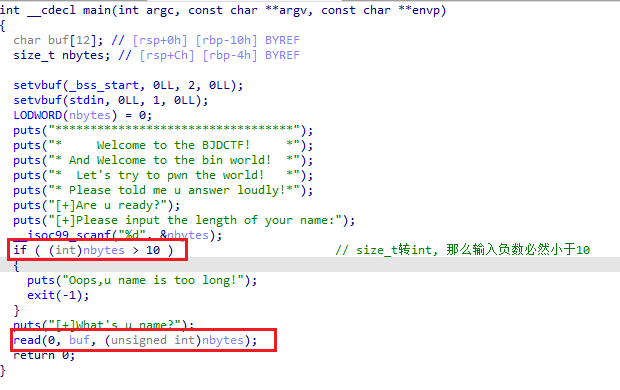 int __cdecl main(int argc, const char **argv, const char **envp)
{
char buf[12]; // [rsp+0h] [rbp-10h] BYREF
size_t nbytes; // [rsp+Ch] [rbp-4h] BYREF
setvbuf(_bss_start, 0LL, 2, 0LL);
setvbuf(stdin, 0LL, 1, 0LL);
LODWORD(nbytes) = 0;
puts("**********************************");
puts("*     Welcome to the BJDCTF!     *");
puts("* And Welcome to the bin world!  *");
puts("*  Let's try to pwn the world!   *");
puts("* Please told me u answer loudly!*");
puts("[+]Are u ready?");
puts("[+]Please input the length of your name:");
__isoc99_scanf("%d", &nbytes);
if ( (int)nbytes > 10 ) // size_t转int, 那么输入负数必然小于10
{
puts("Oops,u name is too long!");
exit(-1);
}
puts("[+]What's u name?");
read(0, buf, (unsigned int)nbytes);
return 0;
}